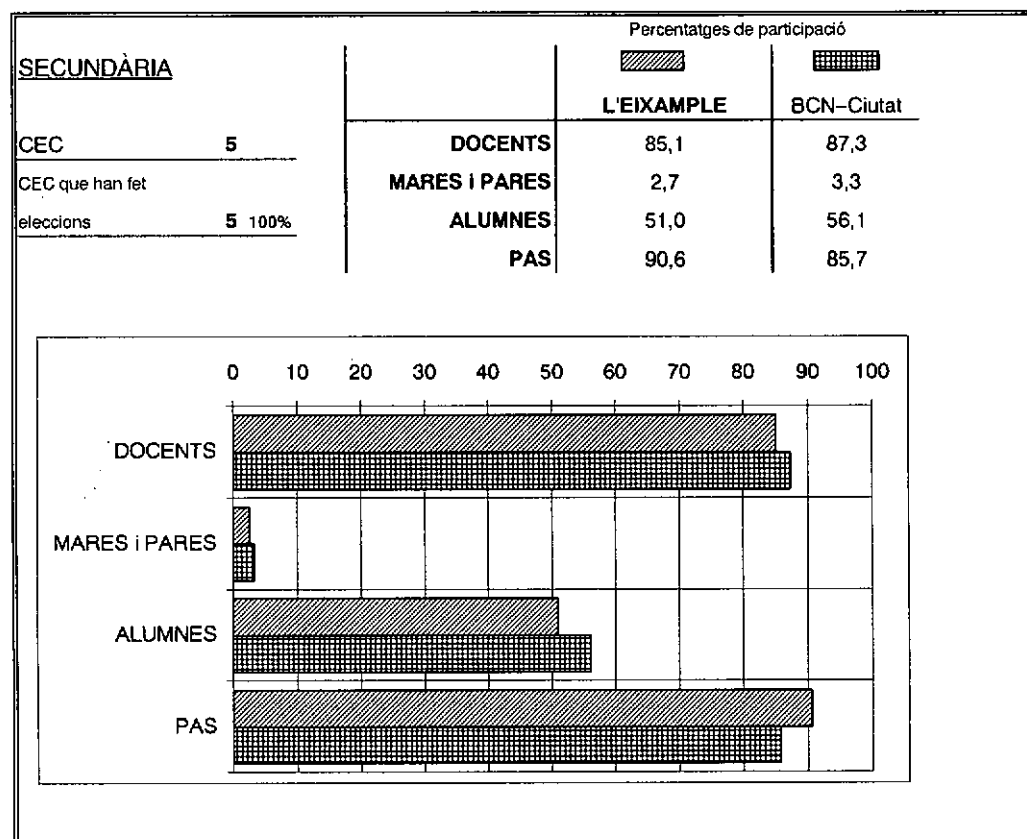 Percentatges de participació
SECUNDÀRIA
L'EIXAMPLE BCN-Ciutat
CEC 5 DOCENTS 85,1 87,3
CEC que han fet MARES i PARES 2,7 3,3
eleccions 5 100% ALUMNES 51,0 56,1
PAS 90,6 85,7
0 10 20 30 40 50 60 70 80 90 100
DOCENTS
MARES i PARES
ALUMNES
PAS